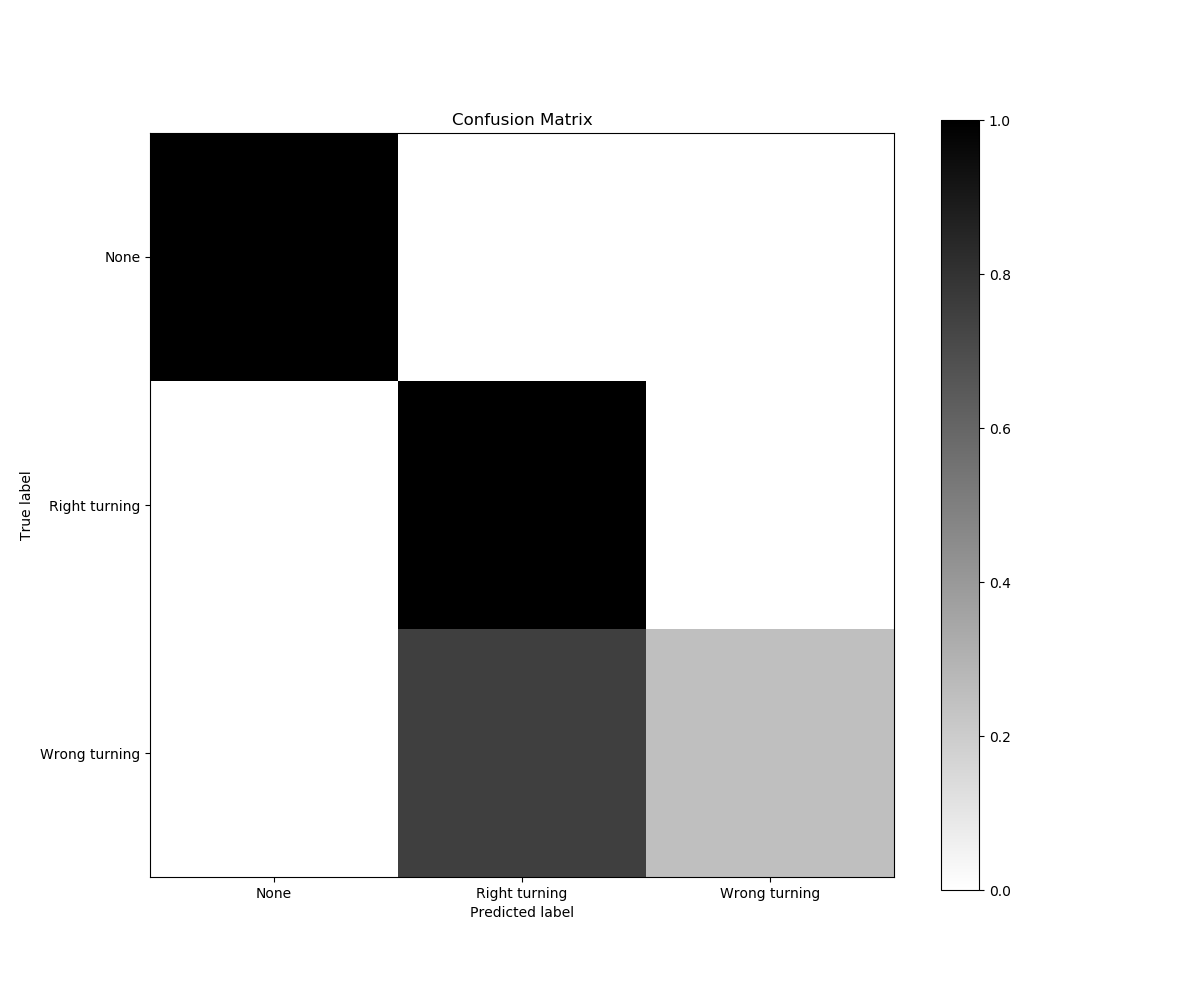 Confusion Matrix
True label
None
Right turning
Wrong turning
None Right turning Wrong turning
Predicted label
1.0
0.8
0.6
0.4
0.2
0.0